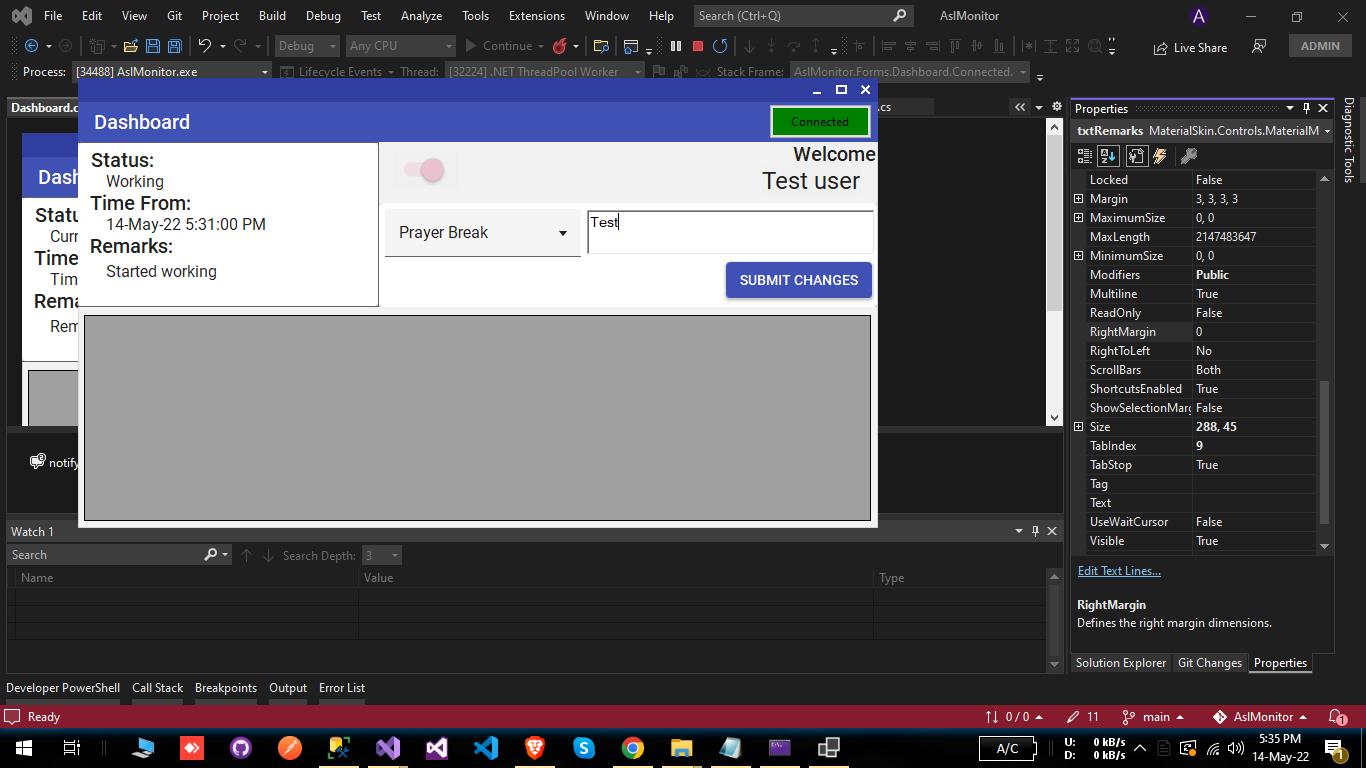 File Edit View Git Project Build Debug Test Analyze Tools Extensions Window Help Search (Ctrl+Q) AslMonitor A
Debug Any CPU Continue Live Share ADMIN
Process: [34488] AslMonitor.exe Lifecycle Events Thread: [32224] .NET ThreadPool Worker Stack Frame: AslMonitor.Forms.Dashboard.Connected.
Dashboard.c
.cs
Dashboard
Connected
Status:
Working
Time From:
14-May-22 5:31:00 PM
Remarks:
Started working
Welcome
Test user
Prayer Break
Test
SUBMIT CHANGES
Dash
Statu
Curr
Time
Tim
Rema
Rem
notify
Properties
txtRemarks MaterialSkin.Controls.MaterialM
Locked False
Margin 3, 3, 3, 3
MaximumSize 0, 0
MaxLength 2147483647
MinimumSize 0, 0
Modifiers Public
Multiline True
ReadOnly False
RightMargin 0
RightToLeft No
ScrollBars Both
ShortcutsEnabled True
ShowSelectionMarg False
Size 288, 45
TabIndex 9
TabStop True
Tag
Text
UseWaitCursor False
Visible True
Edit Text Lines...
RightMargin
Defines the right margin dimensions.
Solution Explorer Git Changes Properties
Diagnostic Tools
Watch 1
Search Search Depth: 3
Name Value Type
Developer PowerShell Call Stack Breakpoints Output Error List
Ready 0 / 0 11 main AslMonitor 1
A/C
U: 0 kB/s
D: 0 kB/s
5:35 PM
14-May-22
1